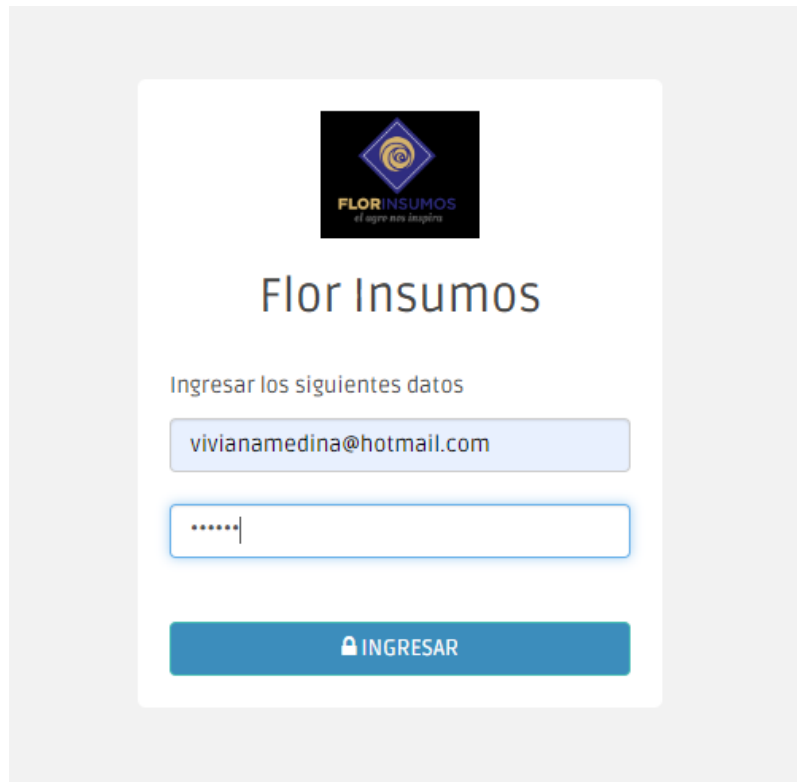 FLORINSUMOS
el agro nos inspira
Flor Insumos
Ingresar los siguientes datos
vivianamedina@hotmail.com
••••••
INGRESAR